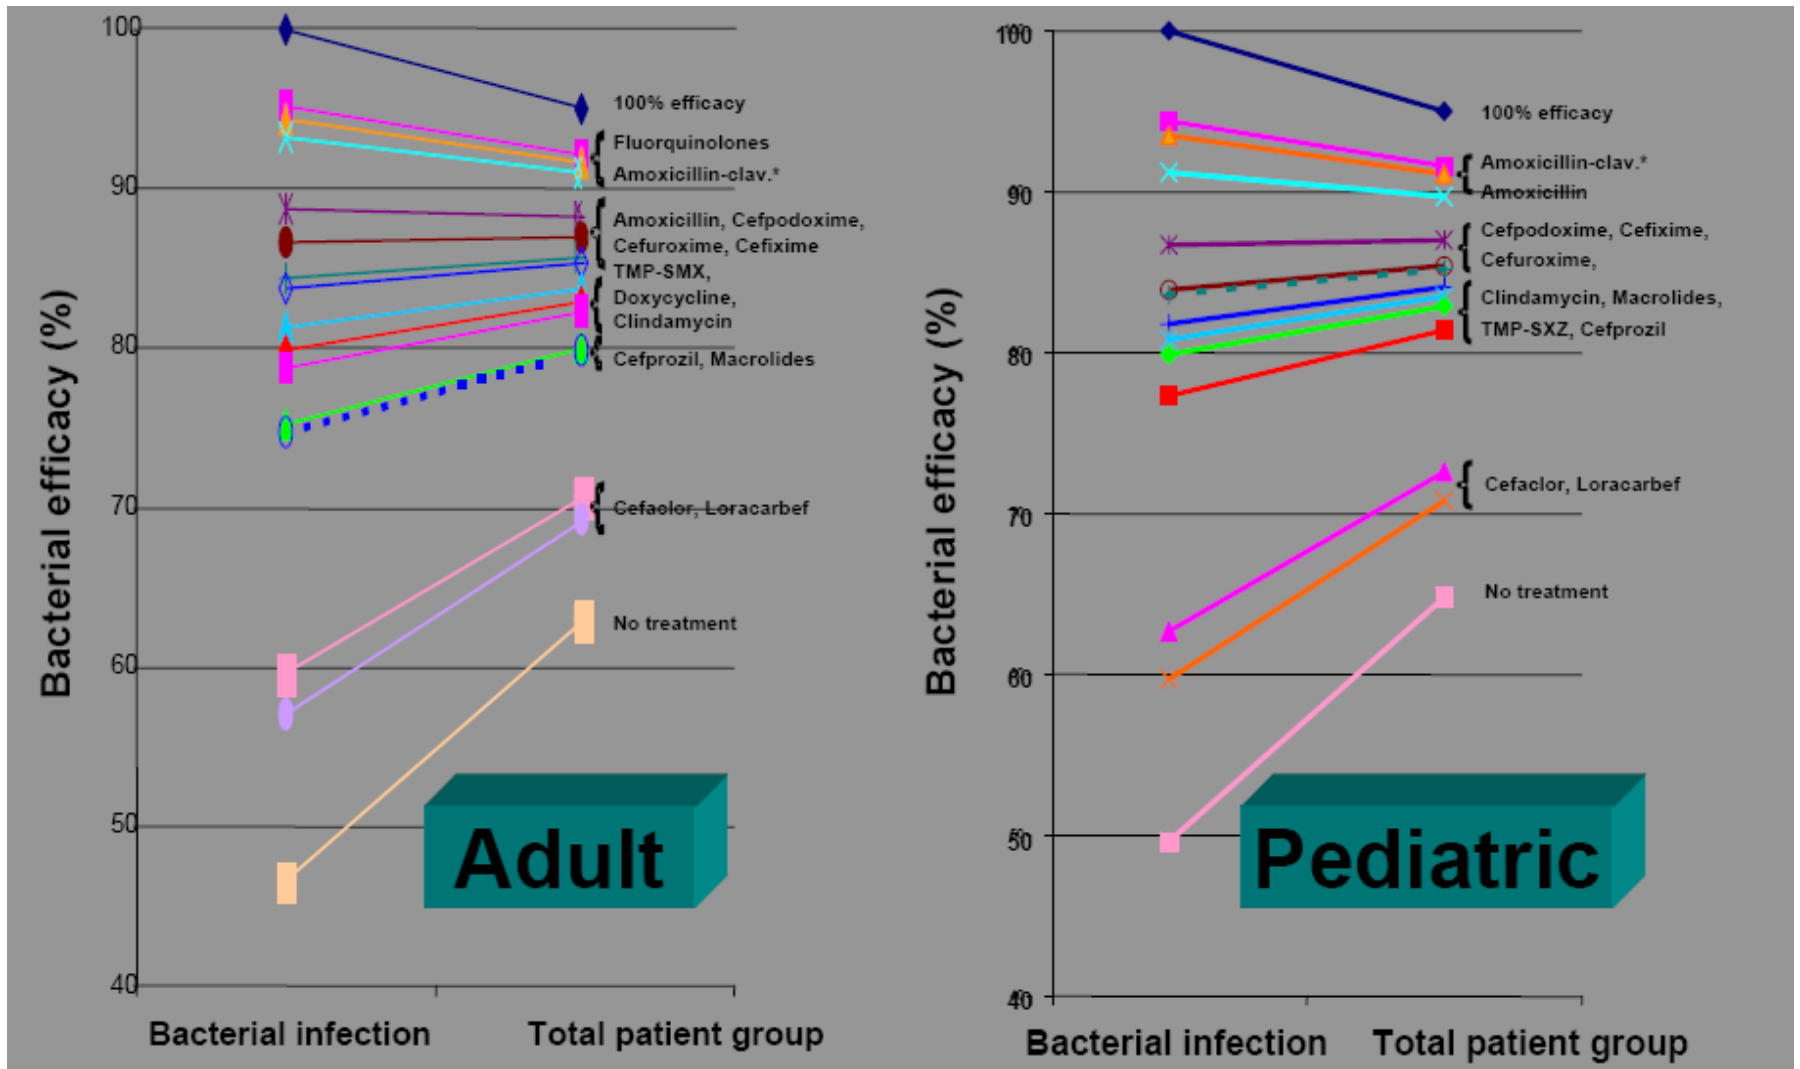 100
90
80
70
60
50
40
Bacterial efficacy (%)
100% efficacy
Fluorquinolones
Amoxicillin-clav.*
Amoxicillin, Cefpodoxime,
Cefuroxime, Cefixime
TMP-SMX,
Doxycycline,
Clindamycin
Cefprozil, Macrolides
Cefaclor, Loracarbef
No treatment
Adult
Bacterial infection
Total patient group
100
90
80
70
60
50
40
Bacterial efficacy (%)
100% efficacy
Amoxicillin-clav.*
Amoxicillin
Cefpodoxime, Cefixime,
Cefuroxime,
Clindamycin, Macrolides,
TMP-SXZ, Cefprozil
Cefaclor, Loracarbef
No treatment
Pediatric
Bacterial infection
Total patient group